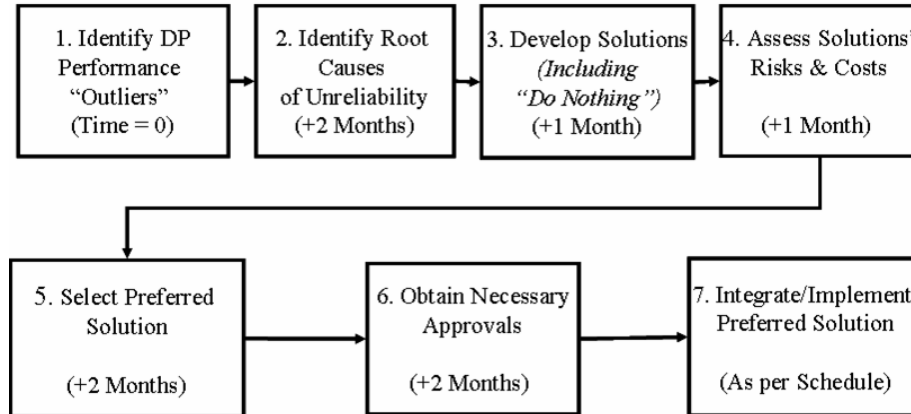 1. Identify DP
Performance
“Outliers”
(Time = 0)
2. Identify Root
Causes
of Unreliability
(+2 Months)
3. Develop Solutions
(Including
“Do Nothing”)
(+1 Month)
4. Assess Solutions’
Risks & Costs
(+1 Month)
5. Select Preferred
Solution
(+2 Months)
6. Obtain Necessary
Approvals
(+2 Months)
7. Integrate/Implement
Preferred Solution
(As per Schedule)